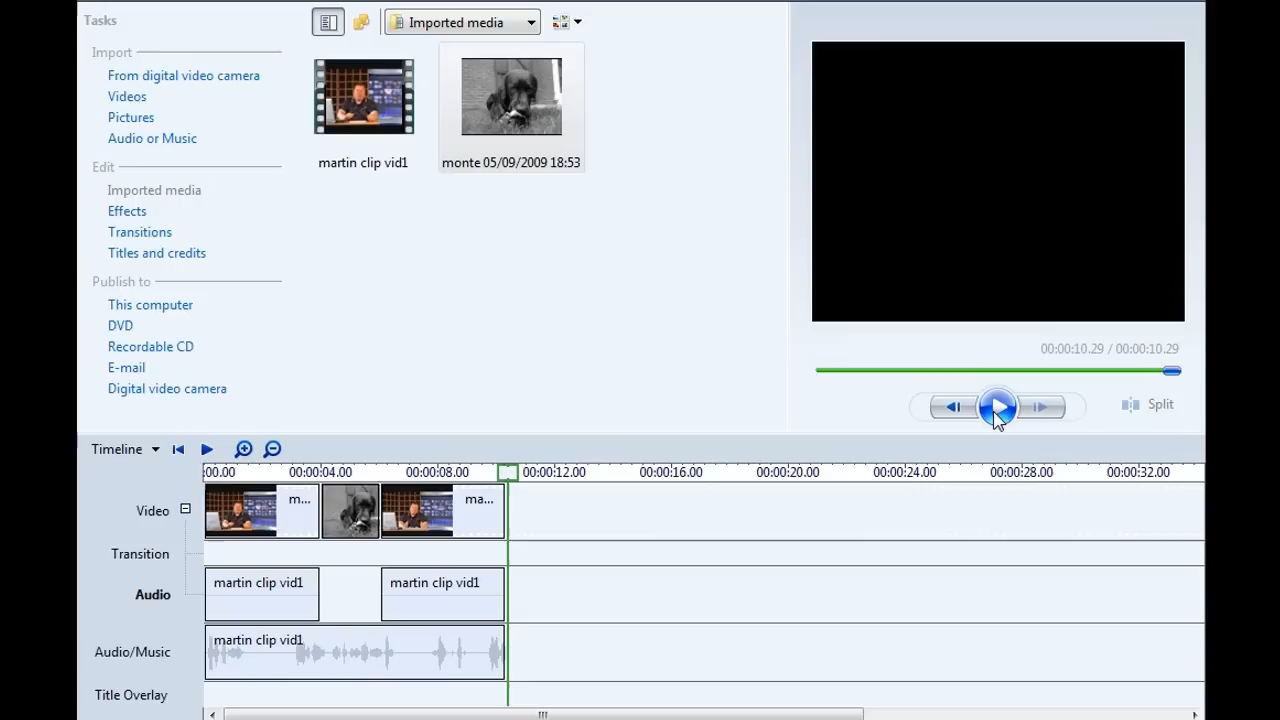 Tasks
Imported media
Import
From digital video camera
Videos
Pictures
Audio or Music
Edit
Imported media
Effects
Transitions
Titles and credits
Publish to
This computer
DVD
Recordable CD
E-mail
Digital video camera
martin clip vid1
monte 05/09/2009 18:53
00:00:10.29 / 00:00:10.29
Split
Timeline
:00.00 00:00:04.00 00:00:08.00 00:00:12.00 00:00:16.00 00:00:20.00 00:00:24.00 00:00:28.00 00:00:32.00
Video m... ma...
Transition
Audio martin clip vid1 martin clip vid1
Audio/Music martin clip vid1
Title Overlay